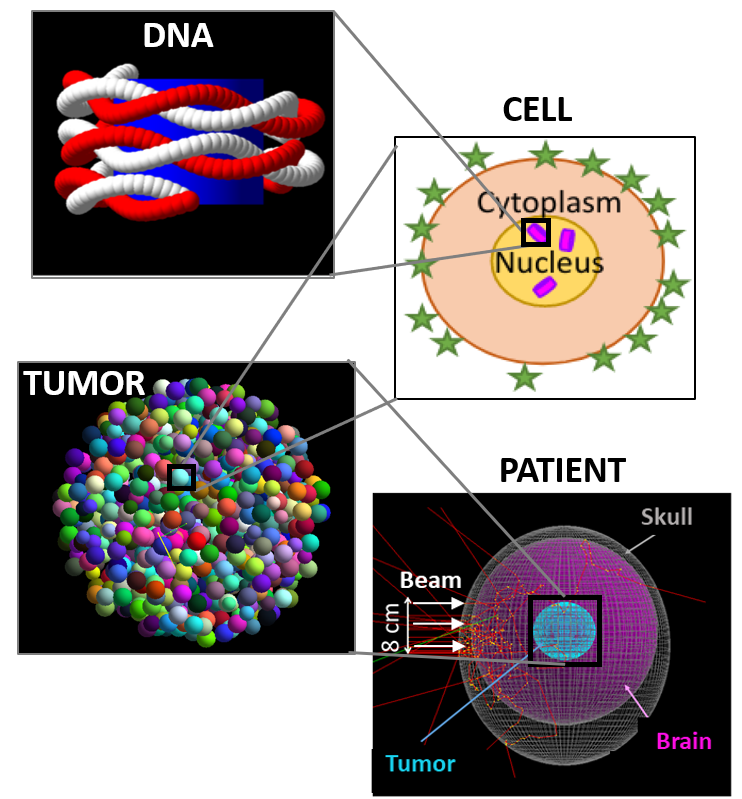 DNA
CELL
Cytoplasm
Nucleus
TUMOR
PATIENT
Skull
Beam
8 cm
Brain
Tumor